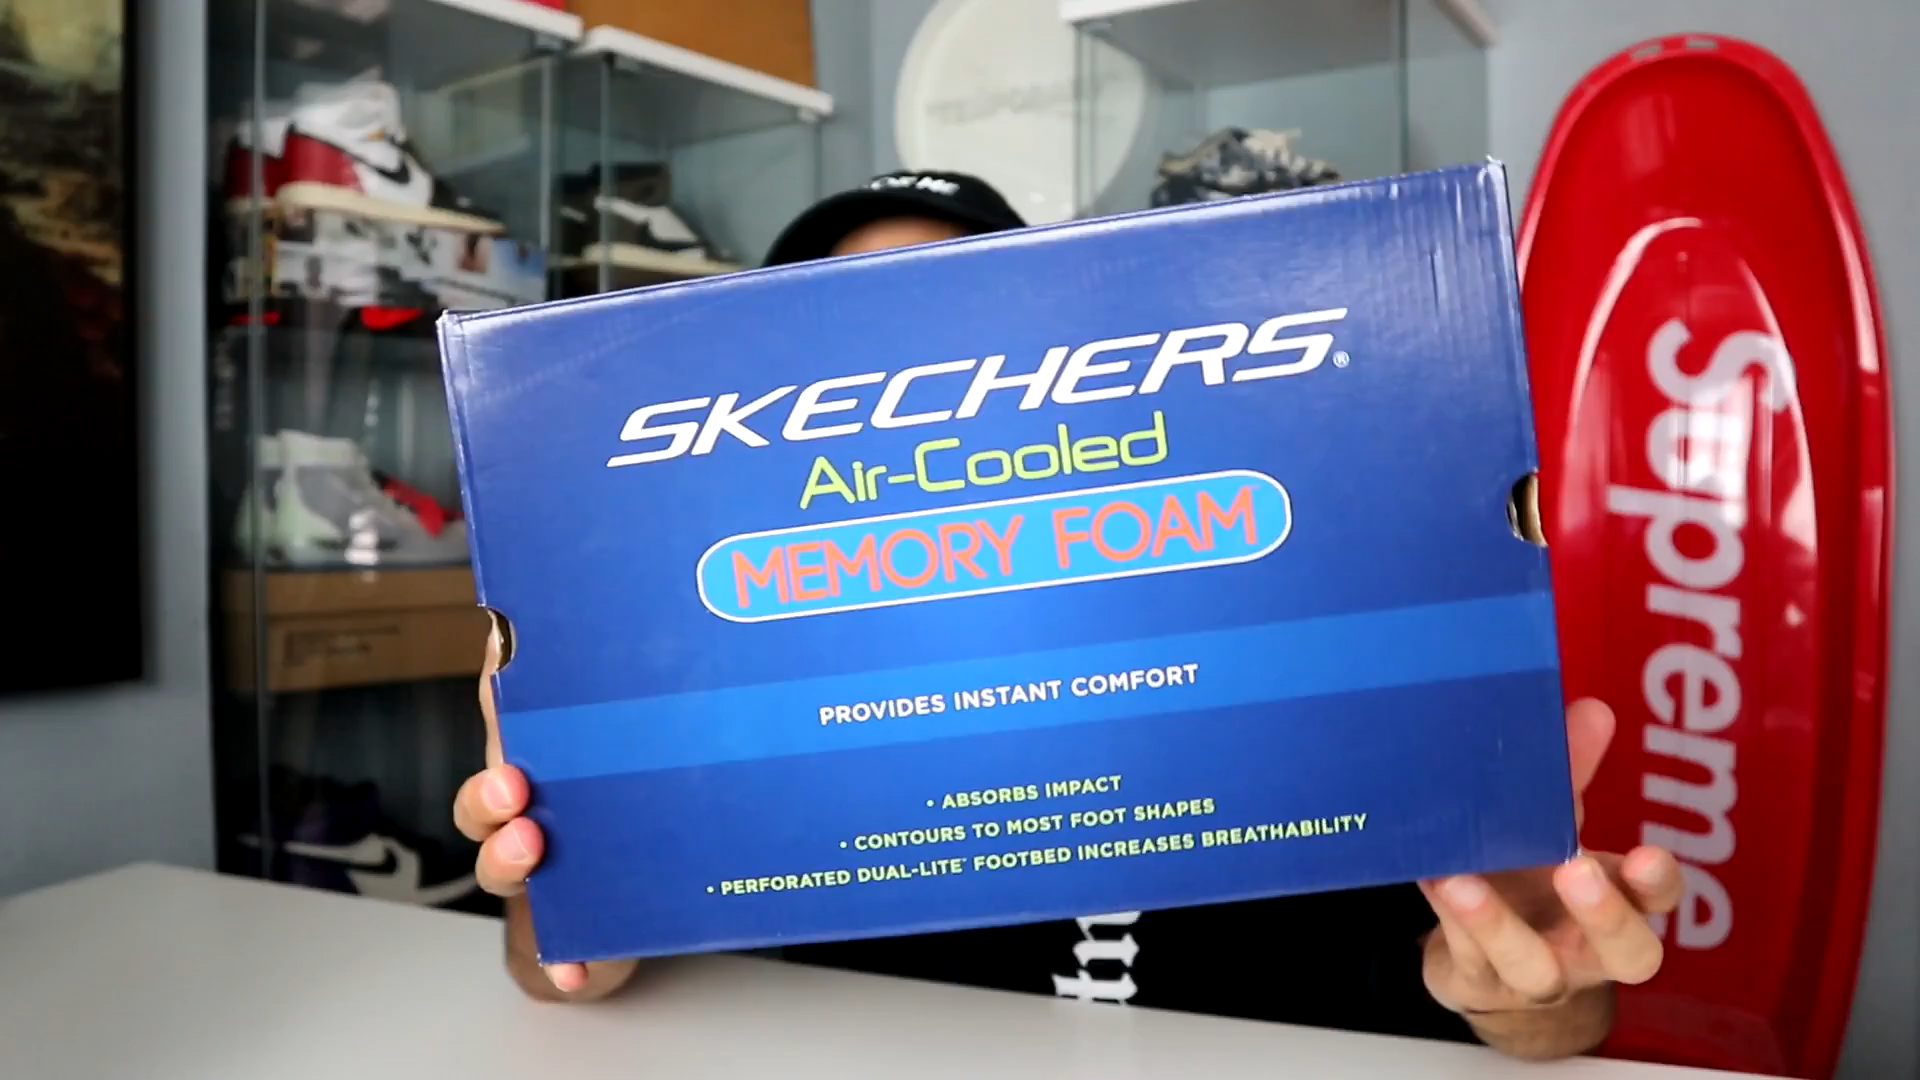 SKECHERS®
Air-Cooled
MEMORY FOAM
PROVIDES INSTANT COMFORT
• ABSORBS IMPACT
• CONTOURS TO MOST FOOT SHAPES
• PERFORATED DUAL-LITE™ FOOTBED INCREASES BREATHABILITY
Supreme